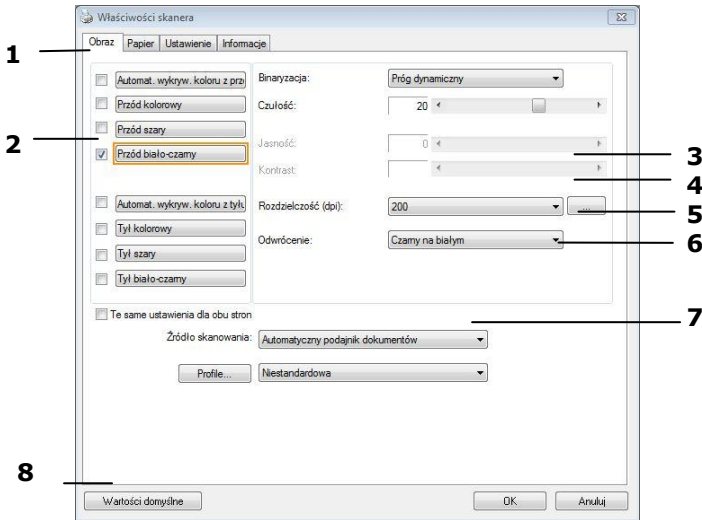 Właściwości skanera
Obraz Papier Ustawienie Informacje
1
Automat. wykryw. koloru z prz
Binaryzacja: Próg dynamiczny
Przód kolorowy
Czułość: 20
Przód szary
2
Przód biało-czarny
Jasność: 0
3
Kontrast:
4
Automat. wykryw. koloru z tyłu
Rozdzielczość (dpi): 200 ...
5
Tył kolorowy
Odwrócenie: Czarny na białym
6
Tył szary
Tył biało-czarny
Te same ustawienia dla obu stron
7
Źródło skanowania: Automatyczny podajnik dokumentów
Profile... Niestandardowa
8
Wartości domyślne OK Anuluj